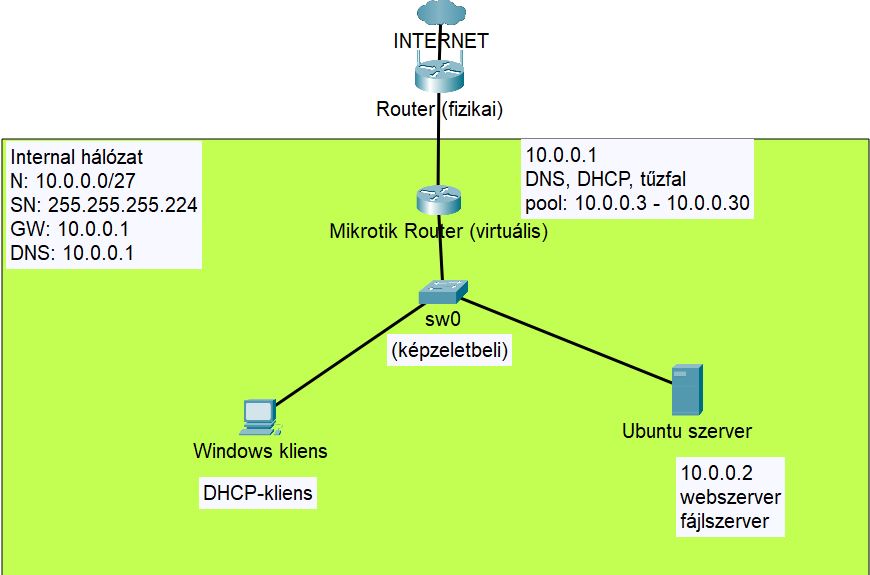 INTERNET
Router (fizikai)
Internal hálózat
N: 10.0.0.0/27
SN: 255.255.255.224
GW: 10.0.0.1
DNS: 10.0.0.1
10.0.0.1
DNS, DHCP, tűzfal
pool: 10.0.0.3 - 10.0.0.30
Mikrotik Router (virtuális)
sw0
(képzeletbeli)
Windows kliens
DHCP-kliens
Ubuntu szerver
10.0.0.2
webszerver
fájlszerver